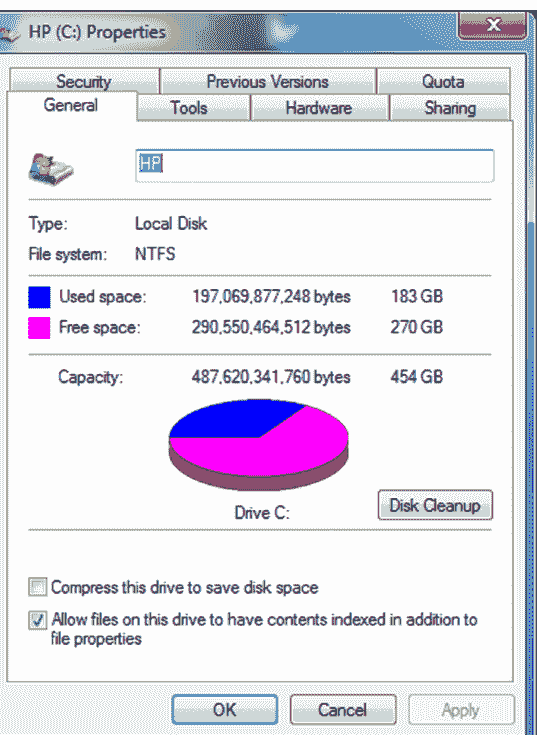 HP (C:) Properties
Security Previous Versions Quota
General Tools Hardware Sharing
HP
Type: Local Disk
File system: NTFS
Used space: 197,069,877,248 bytes 183 GB
Free space: 290,550,464,512 bytes 270 GB
Capacity: 487,620,341,760 bytes 454 GB
Drive C:
Disk Cleanup
Compress this drive to save disk space
Allow files on this drive to have contents indexed in addition to
file properties
OK Cancel Apply